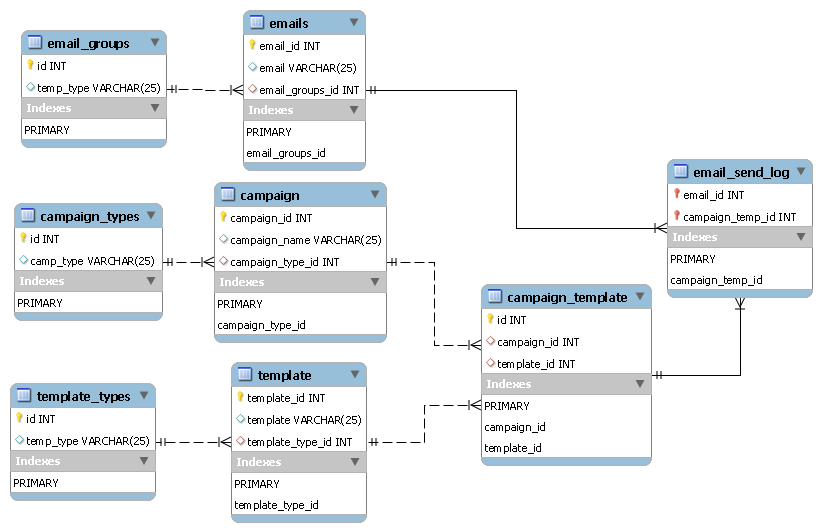 email_groups
id INT
temp_type VARCHAR(25)
Indexes
PRIMARY
emails
email_id INT
email VARCHAR(25)
email_groups_id INT
Indexes
PRIMARY
email_groups_id
email_send_log
email_id INT
campaign_temp_id INT
Indexes
PRIMARY
campaign_temp_id
campaign_types
id INT
camp_type VARCHAR(25)
Indexes
PRIMARY
campaign
campaign_id INT
campaign_name VARCHAR(25)
campaign_type_id INT
Indexes
PRIMARY
campaign_type_id
campaign_template
id INT
campaign_id INT
template_id INT
Indexes
PRIMARY
campaign_id
template_id
template_types
id INT
temp_type VARCHAR(25)
Indexes
PRIMARY
template
template_id INT
template VARCHAR(25)
template_type_id INT
Indexes
PRIMARY
template_type_id